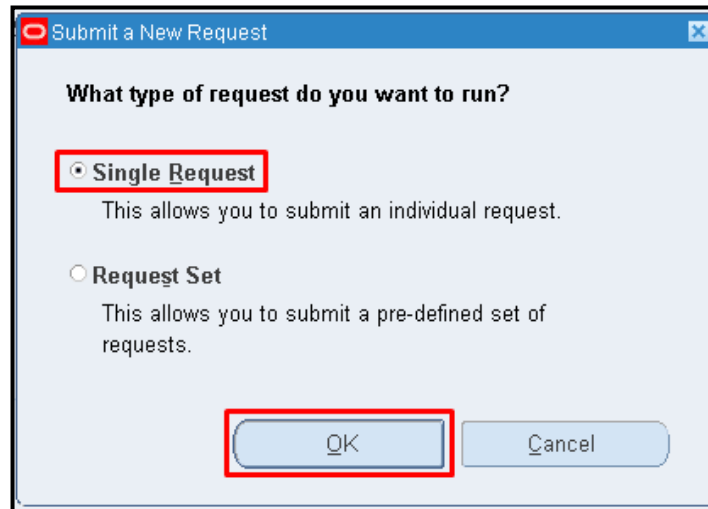 Submit a New Request
What type of request do you want to run?
Single Request
This allows you to submit an individual request.
Request Set
This allows you to submit a pre-defined set of
requests.
OK
Cancel